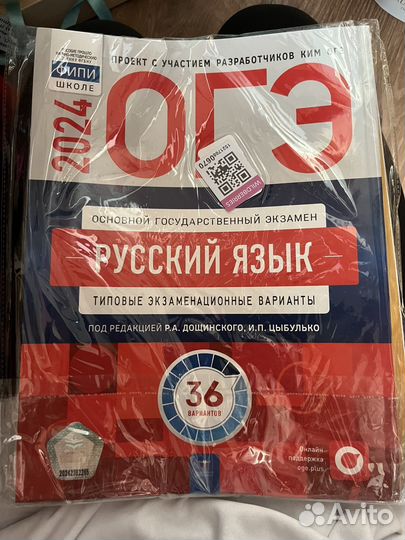 ПРОЕКТ С УЧАСТИЕМ РАЗРАБОТЧИКОВ КИМ ОГЭ
ФИПИ
ШКОЛЕ
2024
ОГЭ
WILDBERRIES
ОСНОВНОЙ ГОСУДАРСТВЕННЫЙ ЭКЗАМЕН
РУССКИЙ ЯЗЫК
ТИПОВЫЕ ЭКЗАМЕНАЦИОННЫЕ ВАРИАНТЫ
ПОД РЕДАКЦИЕЙ Р.А. ДОЩИНСКОГО, И.П. ЦЫБУЛЬКО
36
ВАРИАНТОВ
Онлайн-
поддержка
oge.plus
Avito